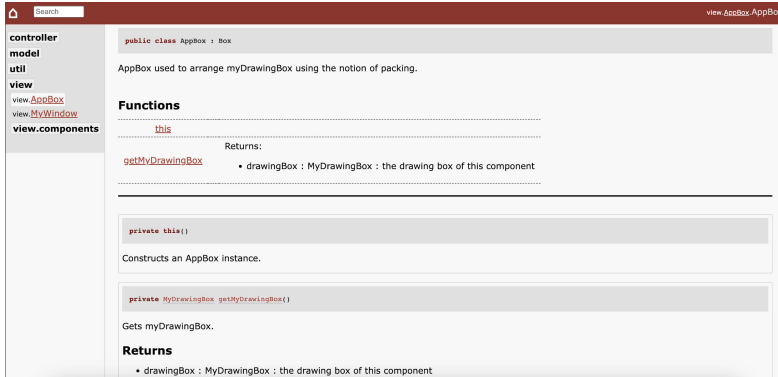 Search
view.AppBox.AppBo
controller
model
util
view
view.AppBox
view.MyWindow
view.components
public class AppBox : Box
AppBox used to arrange myDrawingBox using the notion of packing.
Functions
this
getMyDrawingBox
Returns:
• drawingBox : MyDrawingBox : the drawing box of this component
private this()
Constructs an AppBox instance.
private MyDrawingBox getMyDrawingBox()
Gets myDrawingBox.
Returns
• drawingBox : MyDrawingBox : the drawing box of this component